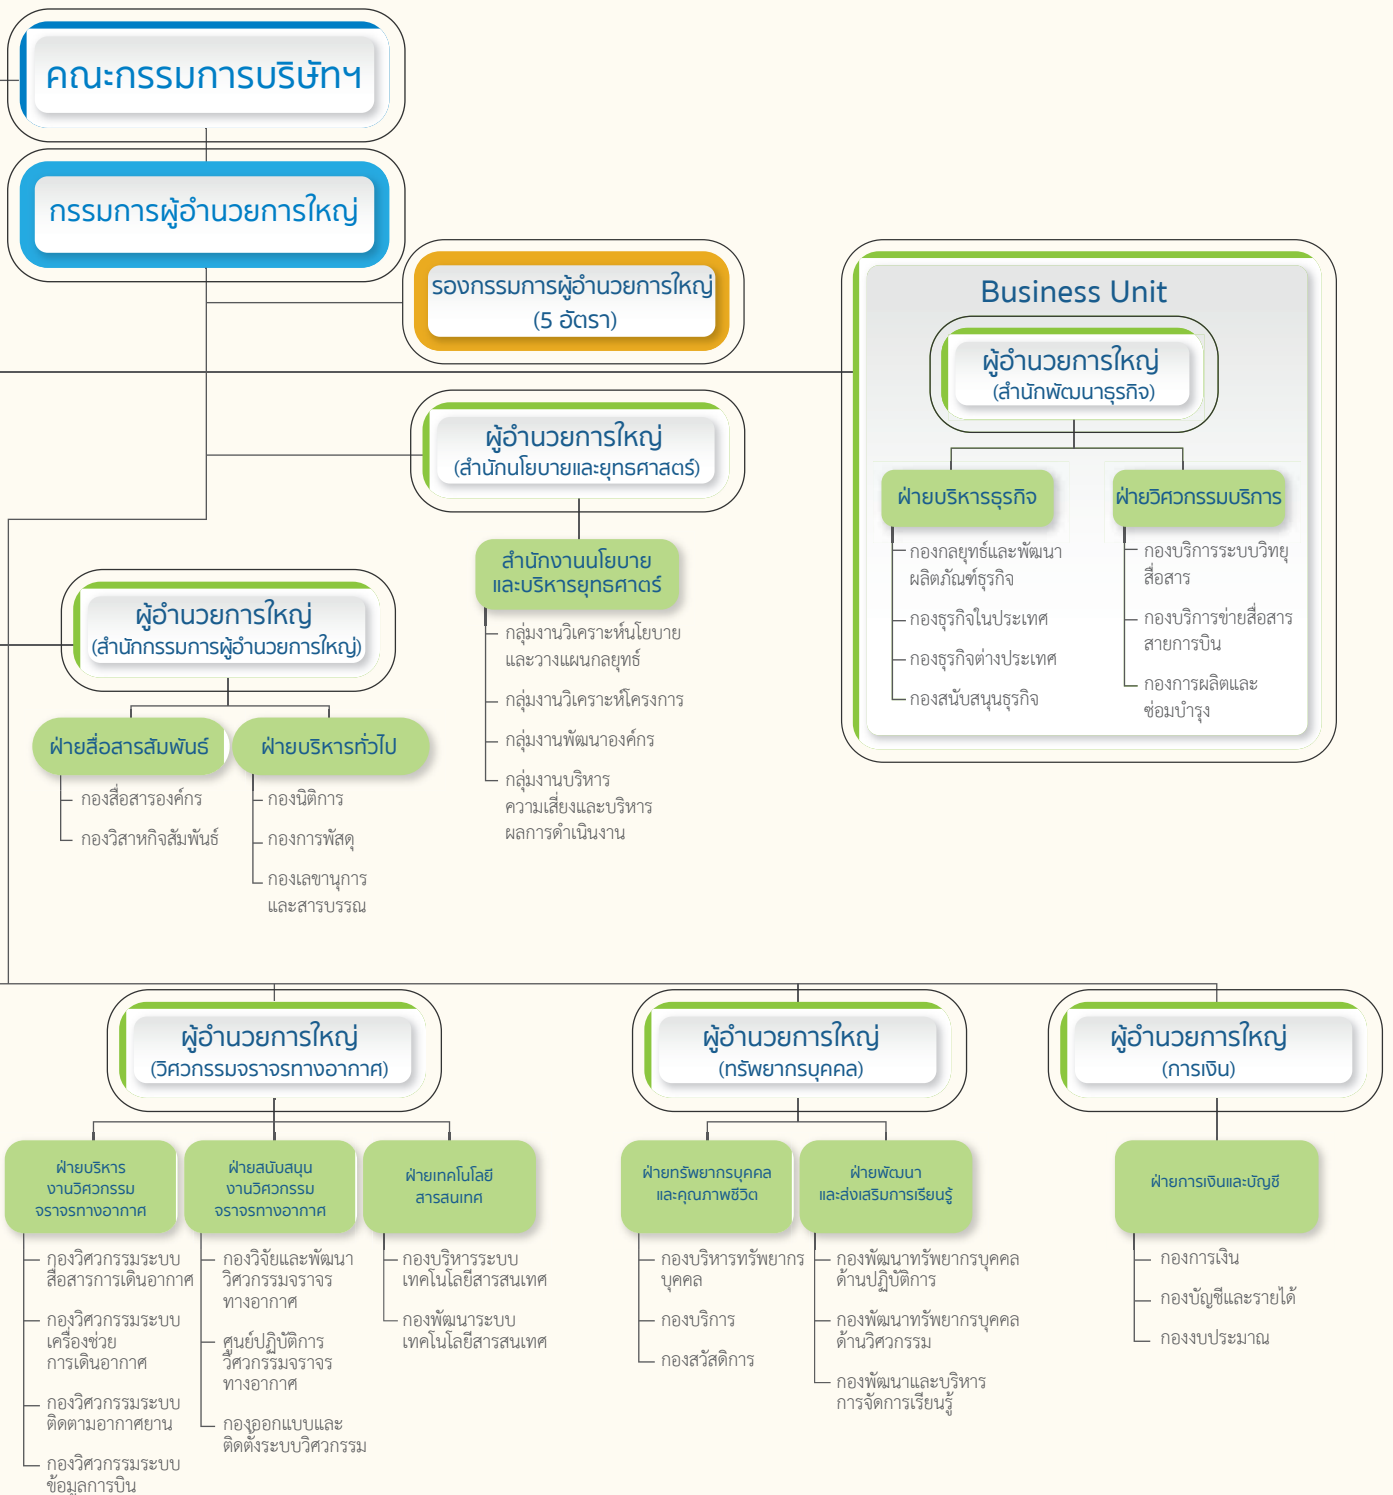 คณะกรรมการบริษัทฯ
กรรมการผู้อำนวยการใหญ่
รองกรรมการผู้อำนวยการใหญ่
(5 อัตรา)
Business Unit
ผู้อำนวยการใหญ่
(สำนักพัฒนาธุรกิจ)
ฝ่ายบริหารธุรกิจ
กองกลยุทธ์และพัฒนา
ผลิตภัณฑ์ธุรกิจ
กองธุรกิจในประเทศ
กองธุรกิจต่างประเทศ
กองสนับสนุนธุรกิจ
ฝ่ายวิศวกรรมบริการ
กองบริการระบบวิทยุ
สื่อสาร
กองบริการข่ายสื่อสาร
สายการบิน
กองการผลิตและ
ซ่อมบำรุง
ผู้อำนวยการใหญ่
(สำนักนโยบายและยุทธศาสตร์)
สำนักงานนโยบาย
และบริหารยุทธศาตร์
กลุ่มงานวิเคราะห์นโยบาย
และวางแผนกลยุทธ์
กลุ่มงานวิเคราะห์โครงการ
กลุ่มงานพัฒนาองค์กร
กลุ่มงานบริหาร
ความเสี่ยงและบริหาร
ผลการดำเนินงาน
ผู้อำนวยการใหญ่
(สำนักกรรมการผู้อำนวยการใหญ่)
ฝ่ายสื่อสารสัมพันธ์
กองสื่อสารองค์กร
กองวิสาหกิจสัมพันธ์
ฝ่ายบริหารทั่วไป
กองนิติการ
กองการพัสดุ
กองเลขานุการ
และสารบรรณ
ผู้อำนวยการใหญ่
(วิศวกรรมจราจรทางอากาศ)
ฝ่ายบริหาร
งานวิศวกรรม
จราจรทางอากาศ
กองวิศวกรรมระบบ
สื่อสารการเดินอากาศ
กองวิศวกรรมระบบ
เครื่องช่วย
การเดินอากาศ
กองวิศวกรรมระบบ
ติดตามอากาศยาน
กองวิศวกรรมระบบ
ข้อมูลการบิน
ฝ่ายสนับสนุน
งานวิศวกรรม
จราจรทางอากาศ
กองวิจัยและพัฒนา
วิศวกรรมจราจร
ทางอากาศ
ศูนย์ปฏิบัติการ
วิศวกรรมจราจร
ทางอากาศ
กองออกแบบและ
ติดตั้งระบบวิศวกรรม
ฝ่ายเทคโนโลยี
สารสนเทศ
กองบริหารระบบ
เทคโนโลยีสารสนเทศ
กองพัฒนาระบบ
เทคโนโลยีสารสนเทศ
ผู้อำนวยการใหญ่
(ทรัพยากรบุคคล)
ฝ่ายทรัพยากรบุคคล
และคุณภาพชีวิต
กองบริหารทรัพยากร
บุคคล
กองบริการ
กองสวัสดิการ
ฝ่ายพัฒนา
และส่งเสริมการเรียนรู้
กองพัฒนาทรัพยากรบุคคล
ด้านปฏิบัติการ
กองพัฒนาทรัพยากรบุคคล
ด้านวิศวกรรม
กองพัฒนาและบริหาร
การจัดการเรียนรู้
ผู้อำนวยการใหญ่
(การเงิน)
ฝ่ายการเงินและบัญชี
กองการเงิน
กองบัญชีและรายได้
กองงบประมาณ